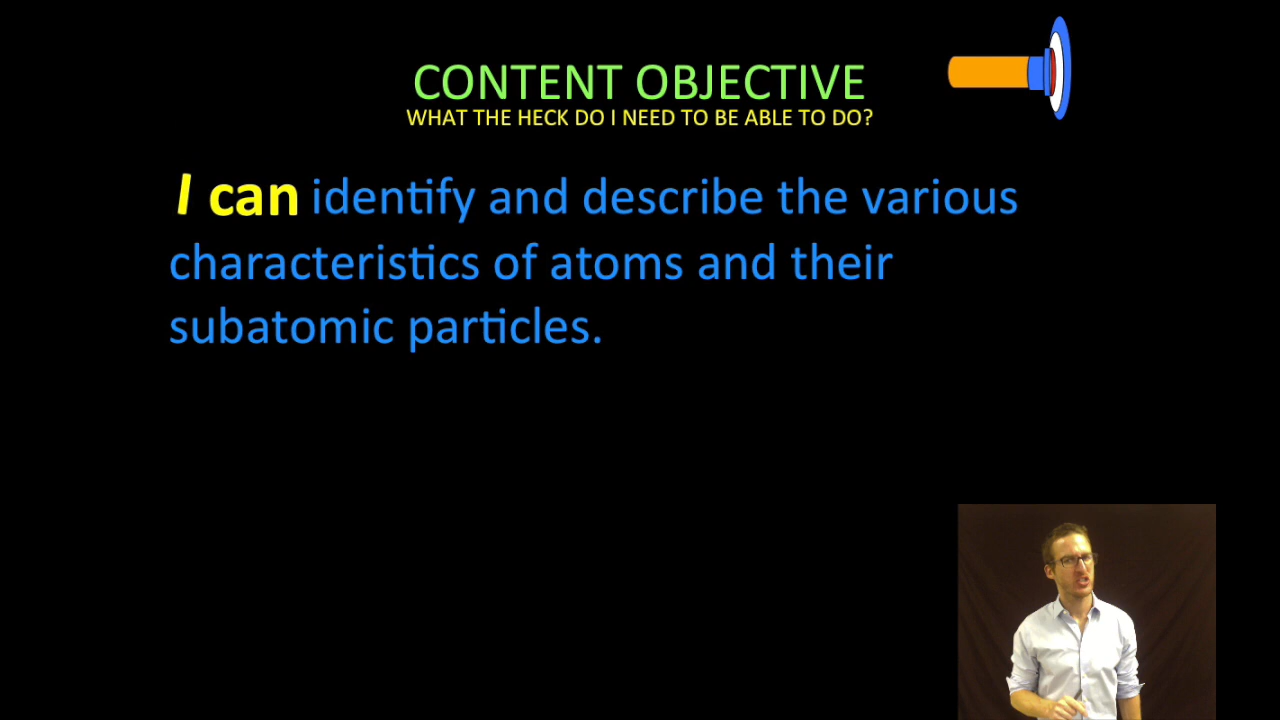 CONTENT OBJECTIVE
WHAT THE HECK DO I NEED TO BE ABLE TO DO?
I can identify and describe the various
characteristics of atoms and their
subatomic particles.